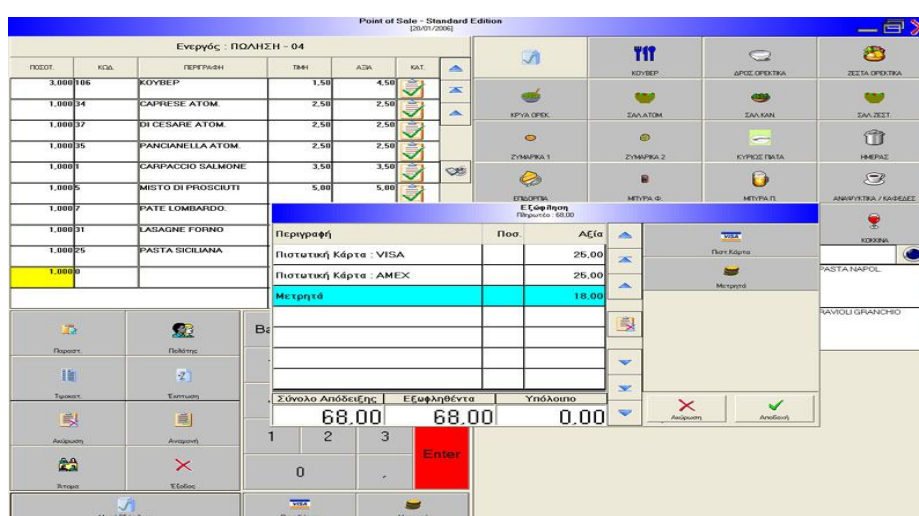 Point of Sale - Standard Edition
[20/01/2006]
Ενεργός : ΠΩΛΗΣΗ - 04
ΠΟΣΟΤ. ΚΩΔ. ΠΕΡΙΓΡΑΦΗ ΤΙΜΗ ΑΞΙΑ ΚΑΤ.
3,000 106 ΚΟΥΒΕΡ 1,50 4,50
1,000 34 CAPRESE ATOM. 2,50 2,50
1,000 37 DI CESARE ATOM. 2,50 2,50
1,000 35 PANCIANELLA ATOM. 2,50 2,50
1,000 1 CARPACCIO SALMONE 3,50 3,50
1,000 5 MISTO DI PROSCIUTI 5,00 5,00
1,000 7 PATE LOMBARDO.
1,000 31 LASAGNE FORNO
1,000 25 PASTA SICILIANA
1,000 0
ΚΟΥΒΕΡ ΔΡΟΣ.ΟΡΕΚΤΙΚΑ ΖΕΣΤΑ ΟΡΕΚΤΙΚΑ
ΚΡΥΑ ΟΡΕΚ. ΣΑΛ.ΑΤΟΜ ΣΑΛ.ΚΑΝ. ΣΑΛ.ΖΕΣΤ.
ΖΥΜΑΡΙΚΑ 1 ΖΥΜΑΡΙΚΑ 2 ΚΥΡΙΩΣ ΠΙΑΤΑ ΗΜΕΡΑΣ
ΕΠΙΔΟΡΠΙΑ ΜΠΥΡΑ Φ. ΜΠΥΡΑ Π. ΑΝΑΨΥΚΤΙΚΑ / ΚΑΦΕΔΕΣ
ΚΟΚΚΙΝΑ
PASTA NAPOL.
RAVIOLI GRANCHIO
Εξώφληση
Πληρωτέο : 68,00
Περιγραφή Ποσ. Αξία
Πιστωτική Κάρτα : VISA 25,00
Πιστωτική Κάρτα : AMEX 25,00
Μετρητά 18,00
Σύνολο Απόδειξης Εξωφληθέντα Υπόλοιπο
68,00 68,00 0,00
VISA
Πιστ.Κάρτα
Μετρητά
Ακύρωση Αποδοχή
Παραστ. Πελάτης
Τιμοκατ. Έκπτωση
Ακύρωση Αναμονή
Άτομα Έξοδος
1 2 3
Enter
0 ,
VISA